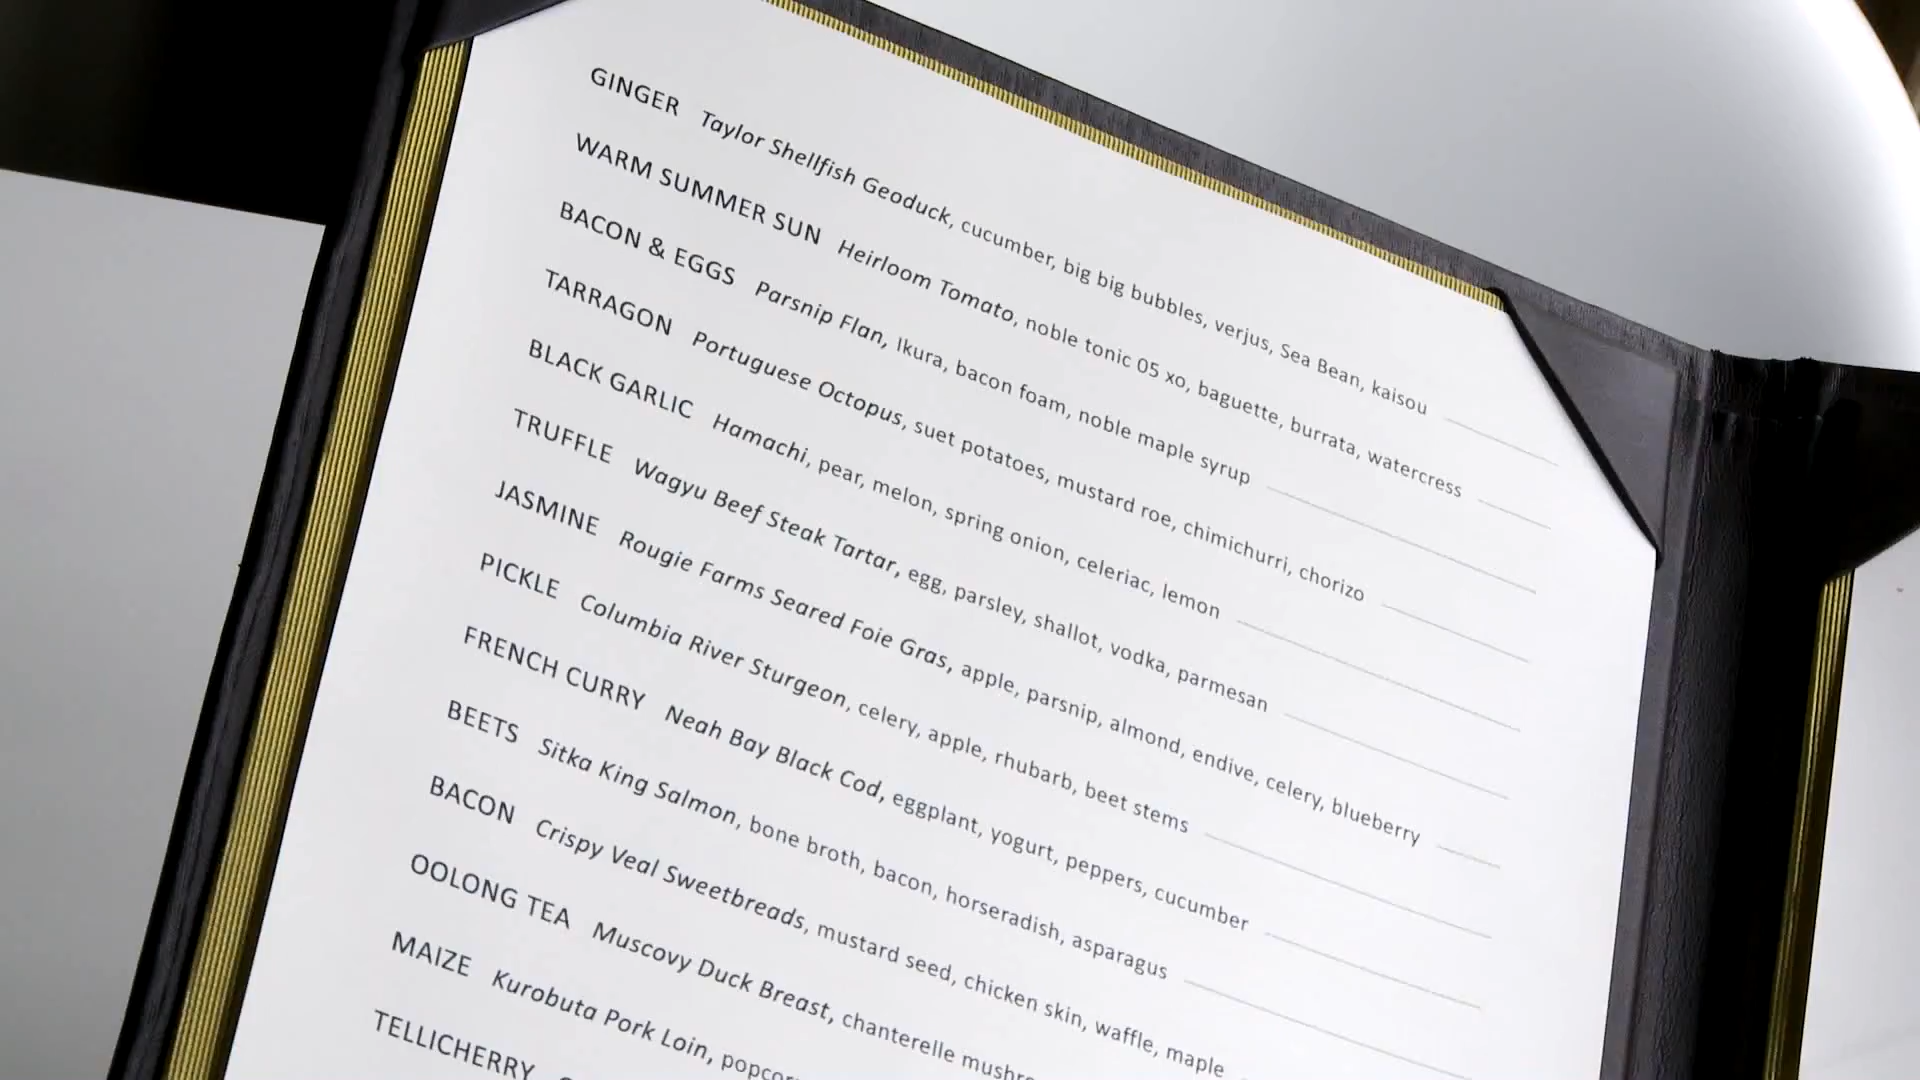 GINGER Taylor Shellfish Geoduck, cucumber, big big bubbles, verjus, Sea Bean, kaisou
WARM SUMMER SUN Heirloom Tomato, noble tonic 05 xo, baguette, burrata, watercress
BACON & EGGS Parsnip Flan, Ikura, bacon foam, noble maple syrup
TARRAGON Portuguese Octopus, suet potatoes, mustard roe, chimichurri, chorizo
BLACK GARLIC Hamachi, pear, melon, spring onion, celeriac, lemon
TRUFFLE Wagyu Beef Steak Tartar, egg, parsley, shallot, vodka, parmesan
JASMINE Rougie Farms Seared Foie Gras, apple, parsnip, almond, endive, celery, blueberry
PICKLE Columbia River Sturgeon, celery, apple, rhubarb, beet stems
FRENCH CURRY Neah Bay Black Cod, eggplant, yogurt, peppers, cucumber
BEETS Sitka King Salmon, bone broth, bacon, horseradish, asparagus
BACON Crispy Veal Sweetbreads, mustard seed, chicken skin, waffle, maple
OOLONG TEA Muscovy Duck Breast, chanterelle
MAIZE Kurobuta Pork Loin,
TELLICHERRY